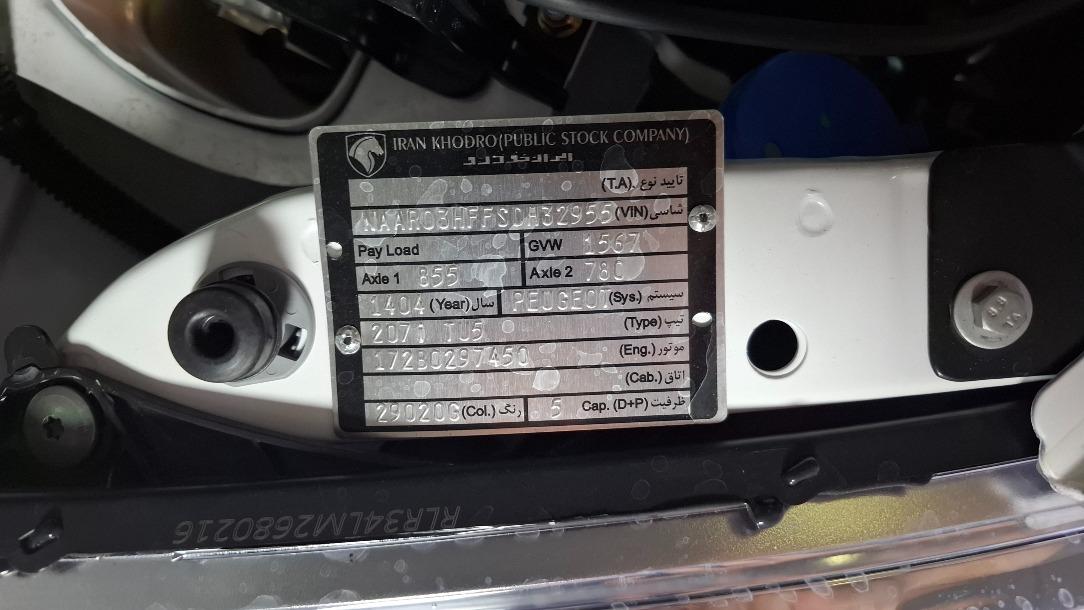 IRAN KHODRO(PUBLIC STOCK COMPANY)
ایران خودرو
تایید نوع .(T.A)
شاسی(VIN) NAAR03HFFSDH32955
Pay Load GVW 1567
Axle 1 855 Axle 2 780
سیستم (Sys.) PEUGEOT سال (Year) 1404
تیپ (Type) 207I TU5
موتور (Eng.) 172B0297450
اتاق (Cab.)
ظرفیت Cap. (D+P) 5 رنگ (Col.) 29020G
RLR34LM2680216
8.8